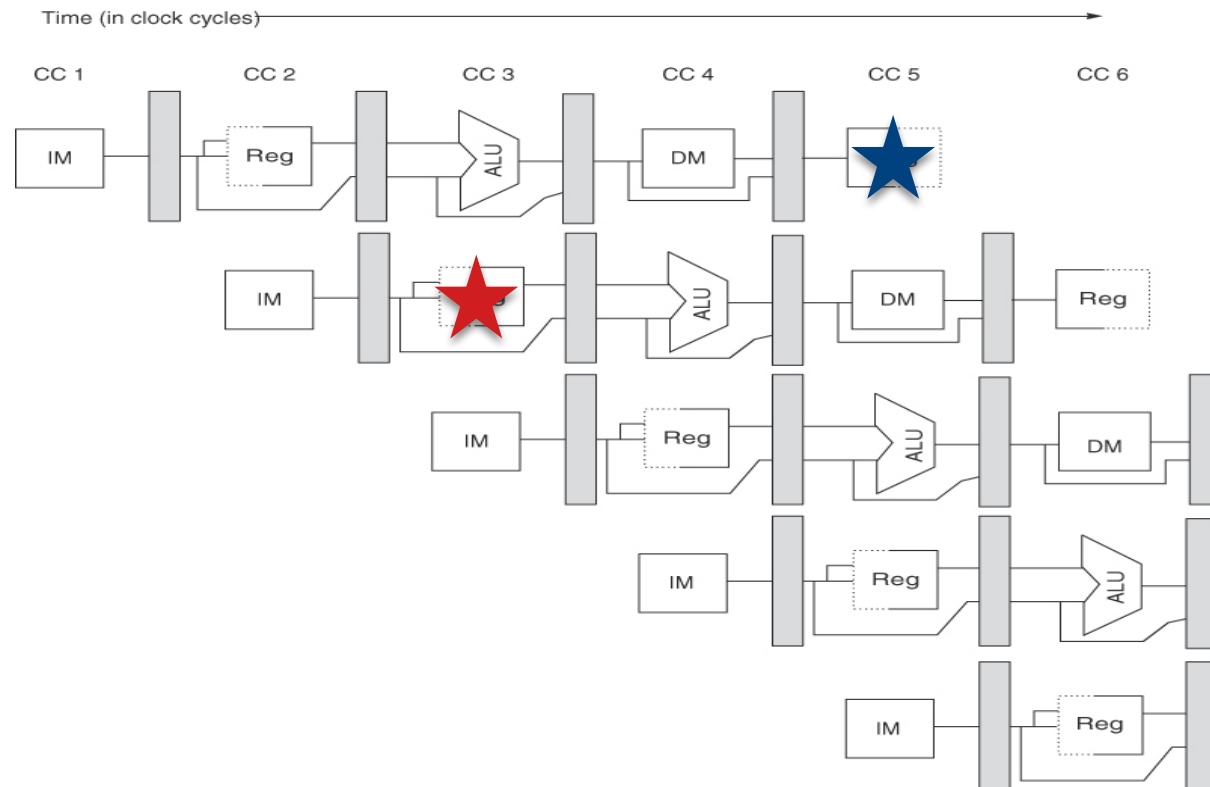 Time (in clock cycles)
CC 1 CC 2 CC 3 CC 4 CC 5 CC 6
IM Reg ALU DM
IM ALU DM Reg
IM Reg ALU DM
IM Reg ALU
IM Reg